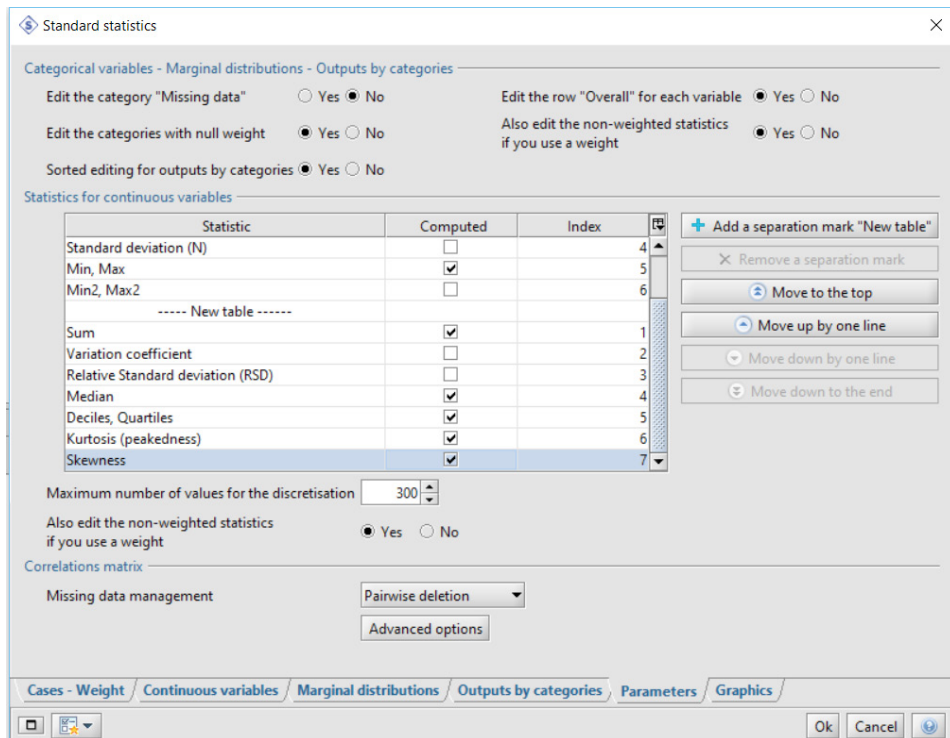 Standard statistics
Categorical variables - Marginal distributions - Outputs by categories
Edit the category "Missing data" Yes No
Edit the row "Overall" for each variable Yes No
Edit the categories with null weight Yes No
Also edit the non-weighted statistics
if you use a weight Yes No
Sorted editing for outputs by categories Yes No
Statistics for continuous variables
Statistic Computed Index
Standard deviation (N) 4
Min, Max 5
Min2, Max2 6
----- New table ------
Sum 1
Variation coefficient 2
Relative Standard deviation (RSD) 3
Median 4
Deciles, Quartiles 5
Kurtosis (peakedness) 6
Skewness 7
Add a separation mark "New table"
Remove a separation mark
Move to the top
Move up by one line
Move down by one line
Move down to the end
Maximum number of values for the discretisation 300
Also edit the non-weighted statistics
if you use a weight Yes No
Correlations matrix
Missing data management Pairwise deletion
Advanced options
Cases - Weight Continuous variables Marginal distributions Outputs by categories Parameters Graphics
Ok Cancel